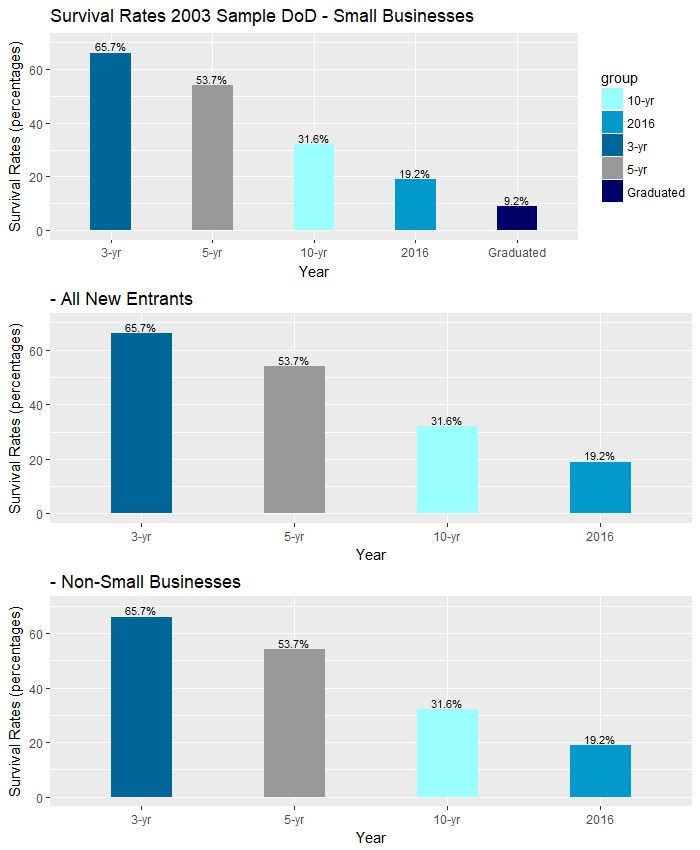 Survival Rates 2003 Sample DoD - Small Businesses
Survival Rates (percentages)
60
40
20
0
65.7%
53.7%
31.6%
19.2%
9.2%
3-yr
5-yr
10-yr
2016
Graduated
Year
group
10-yr
2016
3-yr
5-yr
Graduated
- All New Entrants
Survival Rates (percentages)
60
40
20
0
65.7%
53.7%
31.6%
19.2%
3-yr
5-yr
10-yr
2016
Year
- Non-Small Businesses
Survival Rates (percentages)
60
40
20
0
65.7%
53.7%
31.6%
19.2%
3-yr
5-yr
10-yr
2016
Year